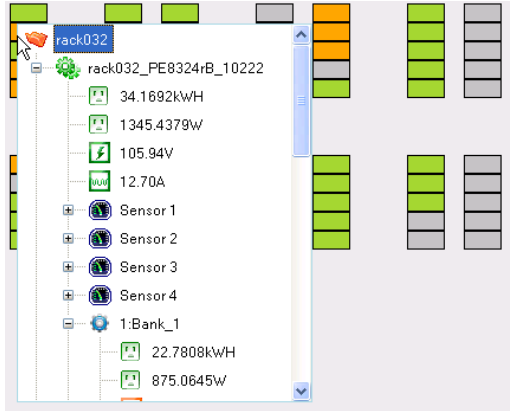 rack032
rack032_PE8324rB_10222
34.1692kWH
1345.4379W
105.94V
12.70A
Sensor 1
Sensor 2
Sensor 3
Sensor 4
1:Bank_1
22.7808kWH
875.0645W